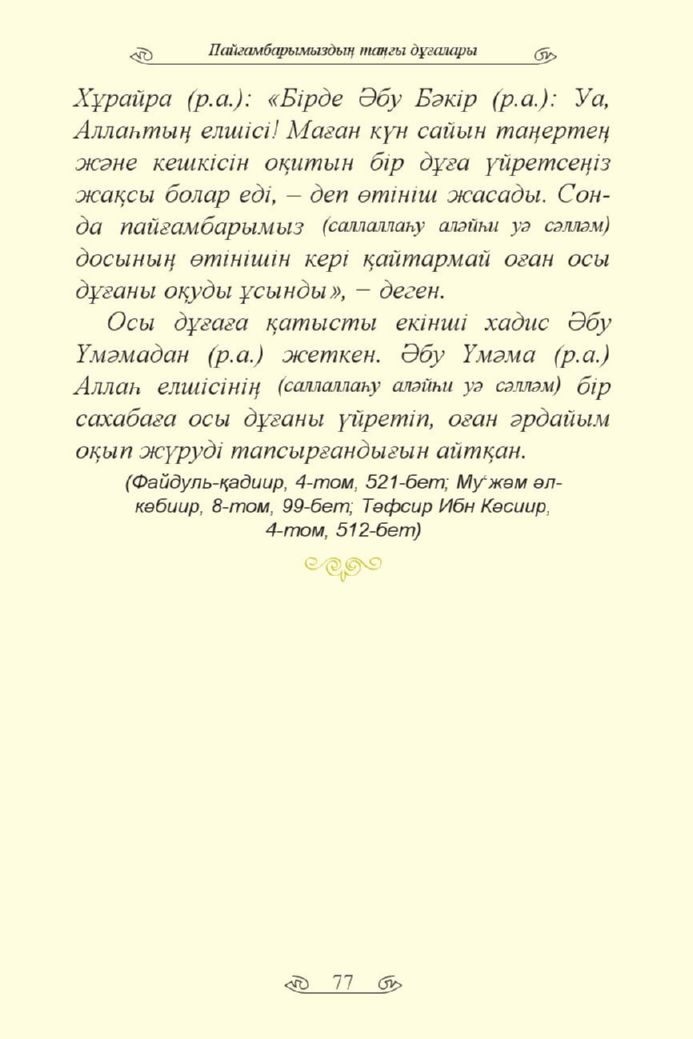 Пайғамбарымыздың таңғы дұғалары
Хұрайра (р.а.): «Бірде Әбу Бәкір (р.а.): Уа,
Аллаһтың елшісі! Маған күн сайын таңертең
және кешкісін оқитын бір дұға үйретсеңіз
жақсы болар еді, – деп өтініш жасады. Сон-
да пайғамбарымыз (саллаллаһу аләйһи уә сәлләм)
досының өтінішін кері қайтармай оған осы
дұғаны оқуды ұсынды», – деген.
Осы дұғаға қатысты екінші хадис Әбу
Үмәмадан (р.а.) жеткен. Әбу Үмәма (р.а.)
Аллаһ елшісінің (саллаллаһу аләйһи уә сәлләм) бір
сахабаға осы дұғаны үйретіп, оған әрдайым
оқып жүруді тапсырғандығын айтқан.
(Файдуль-қадиир, 4-том, 521-бет; Му‘жәм әл-
кәбиир, 8-том, 99-бет; Тәфсир Ибн Кәсиир,
4-том, 512-бет)
77